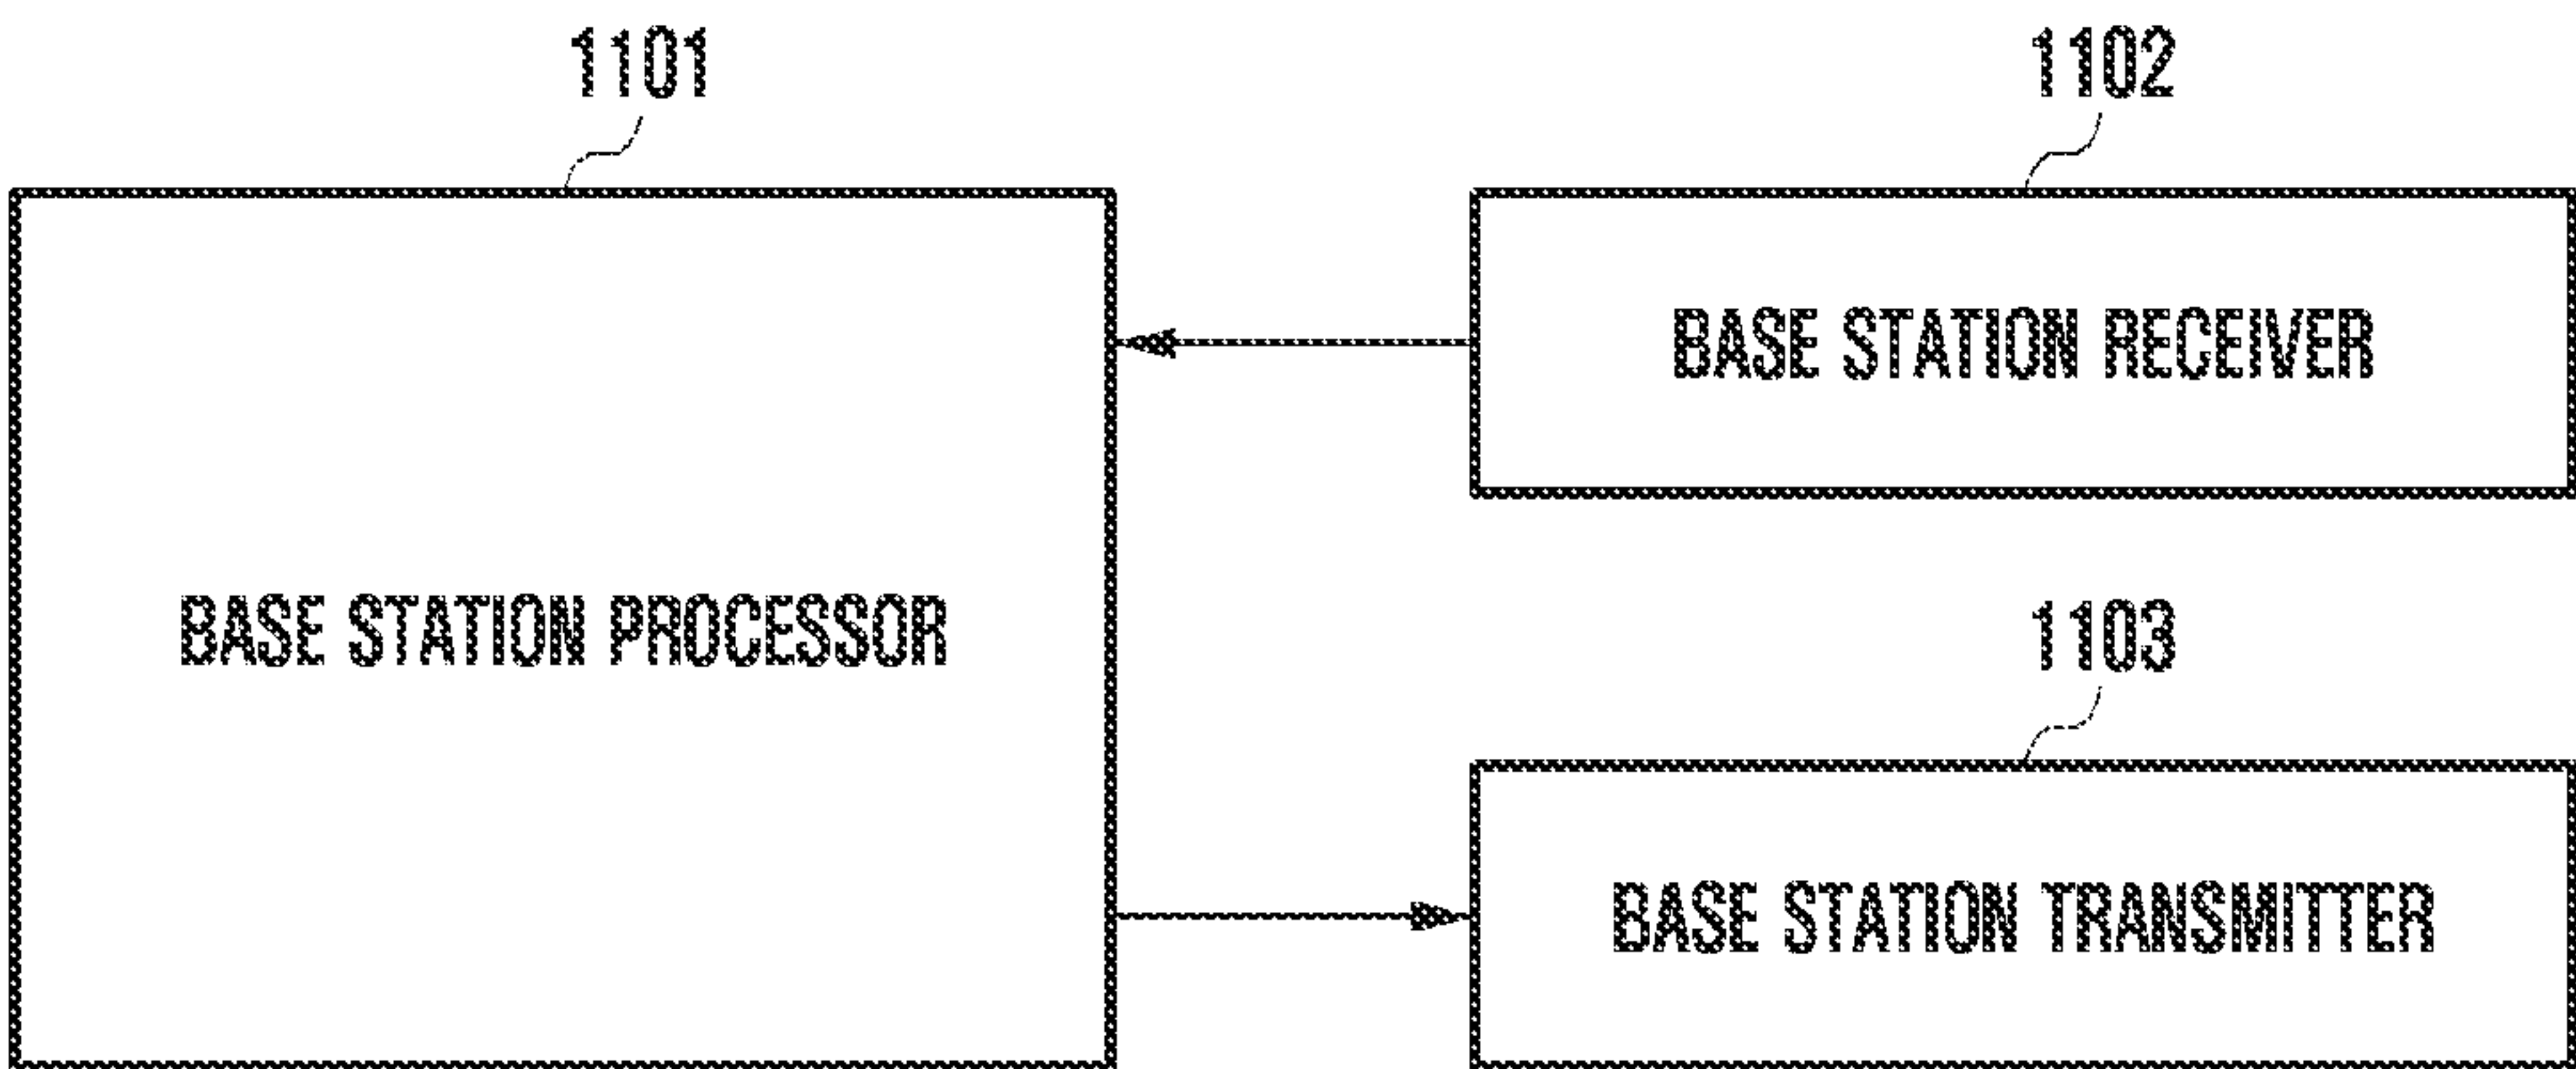 1101
1102
BASE STATION RECEIVER
BASE STATION PROCESSOR
1103
BASE STATION TRANSMITTER